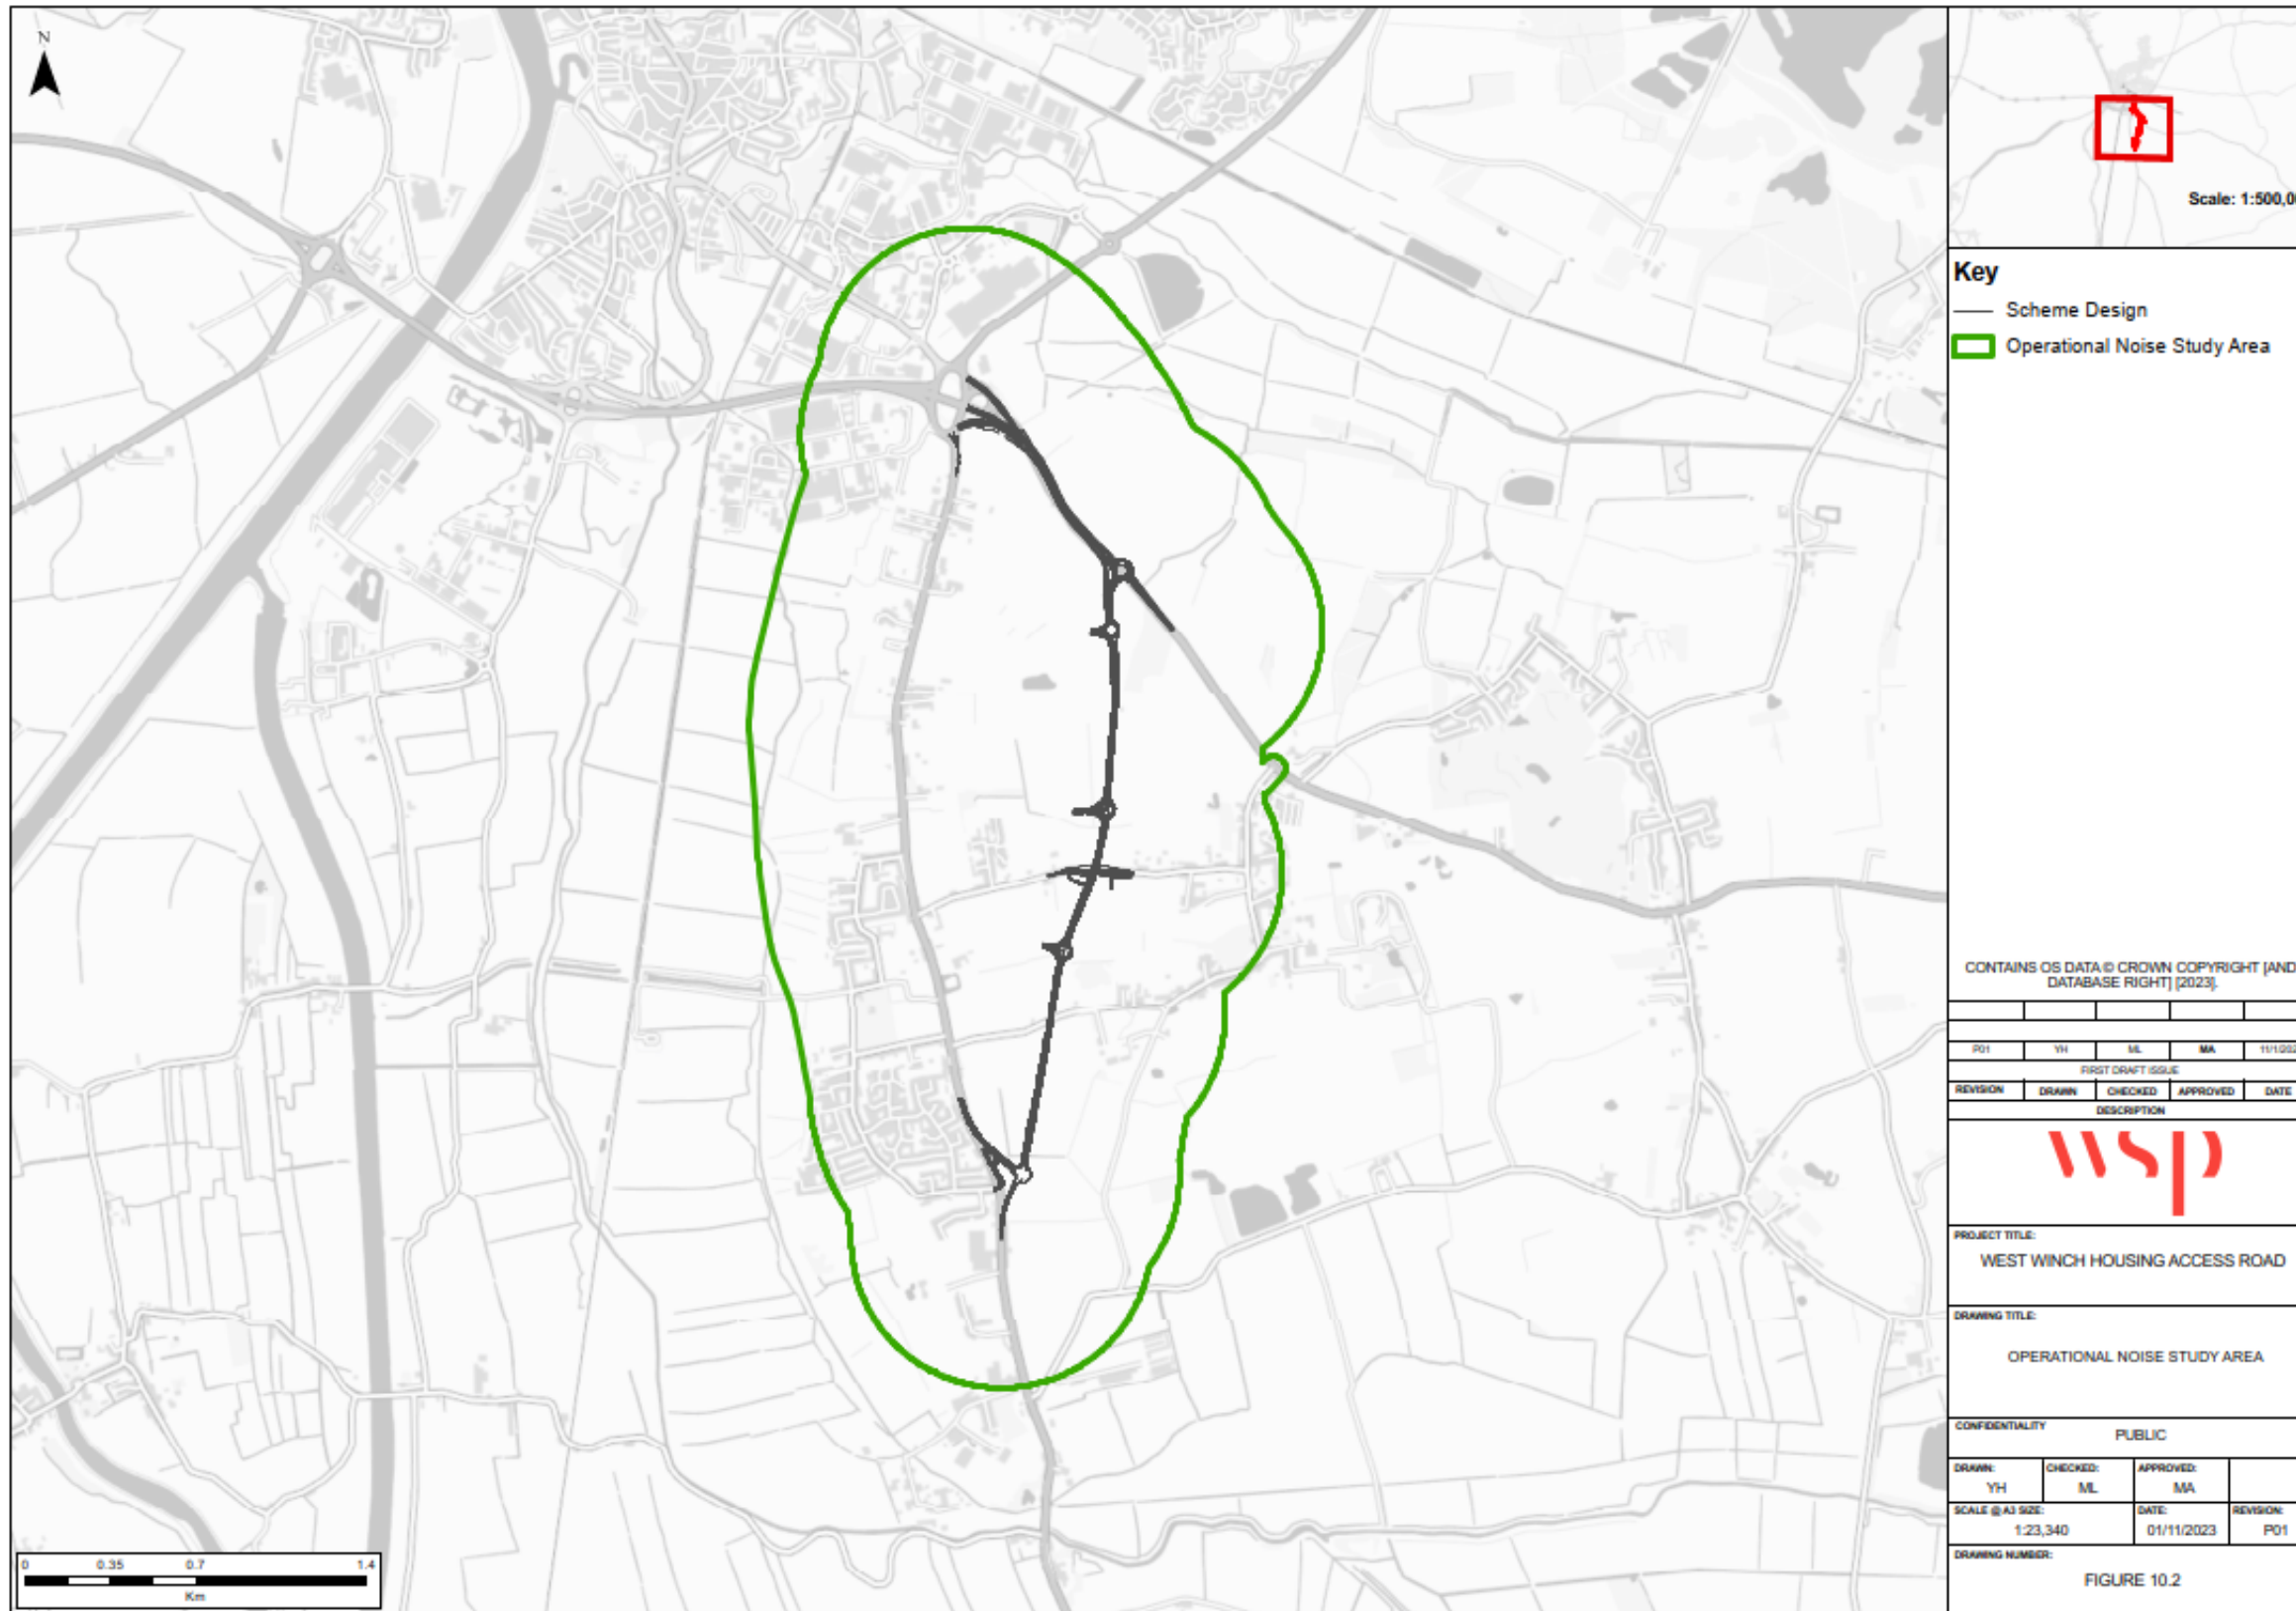 N
Scale: 1:500,00
Key
Scheme Design
Operational Noise Study Area
CONTAINS OS DATA © CROWN COPYRIGHT [AND
DATABASE RIGHT] [2023].
P01 YH ML MA 11/1/202
FIRST DRAFT ISSUE
REVISION DRAWN CHECKED APPROVED DATE
DESCRIPTION
wsp
PROJECT TITLE:
WEST WINCH HOUSING ACCESS ROAD
DRAWING TITLE:
OPERATIONAL NOISE STUDY AREA
CONFIDENTIALITY
PUBLIC
DRAWN: CHECKED: APPROVED:
YH ML MA
SCALE @ A3 SIZE: DATE: REVISION:
1:23,340 01/11/2023 P01
DRAWING NUMBER:
FIGURE 10.2
0 0.35 0.7 1.4
Km